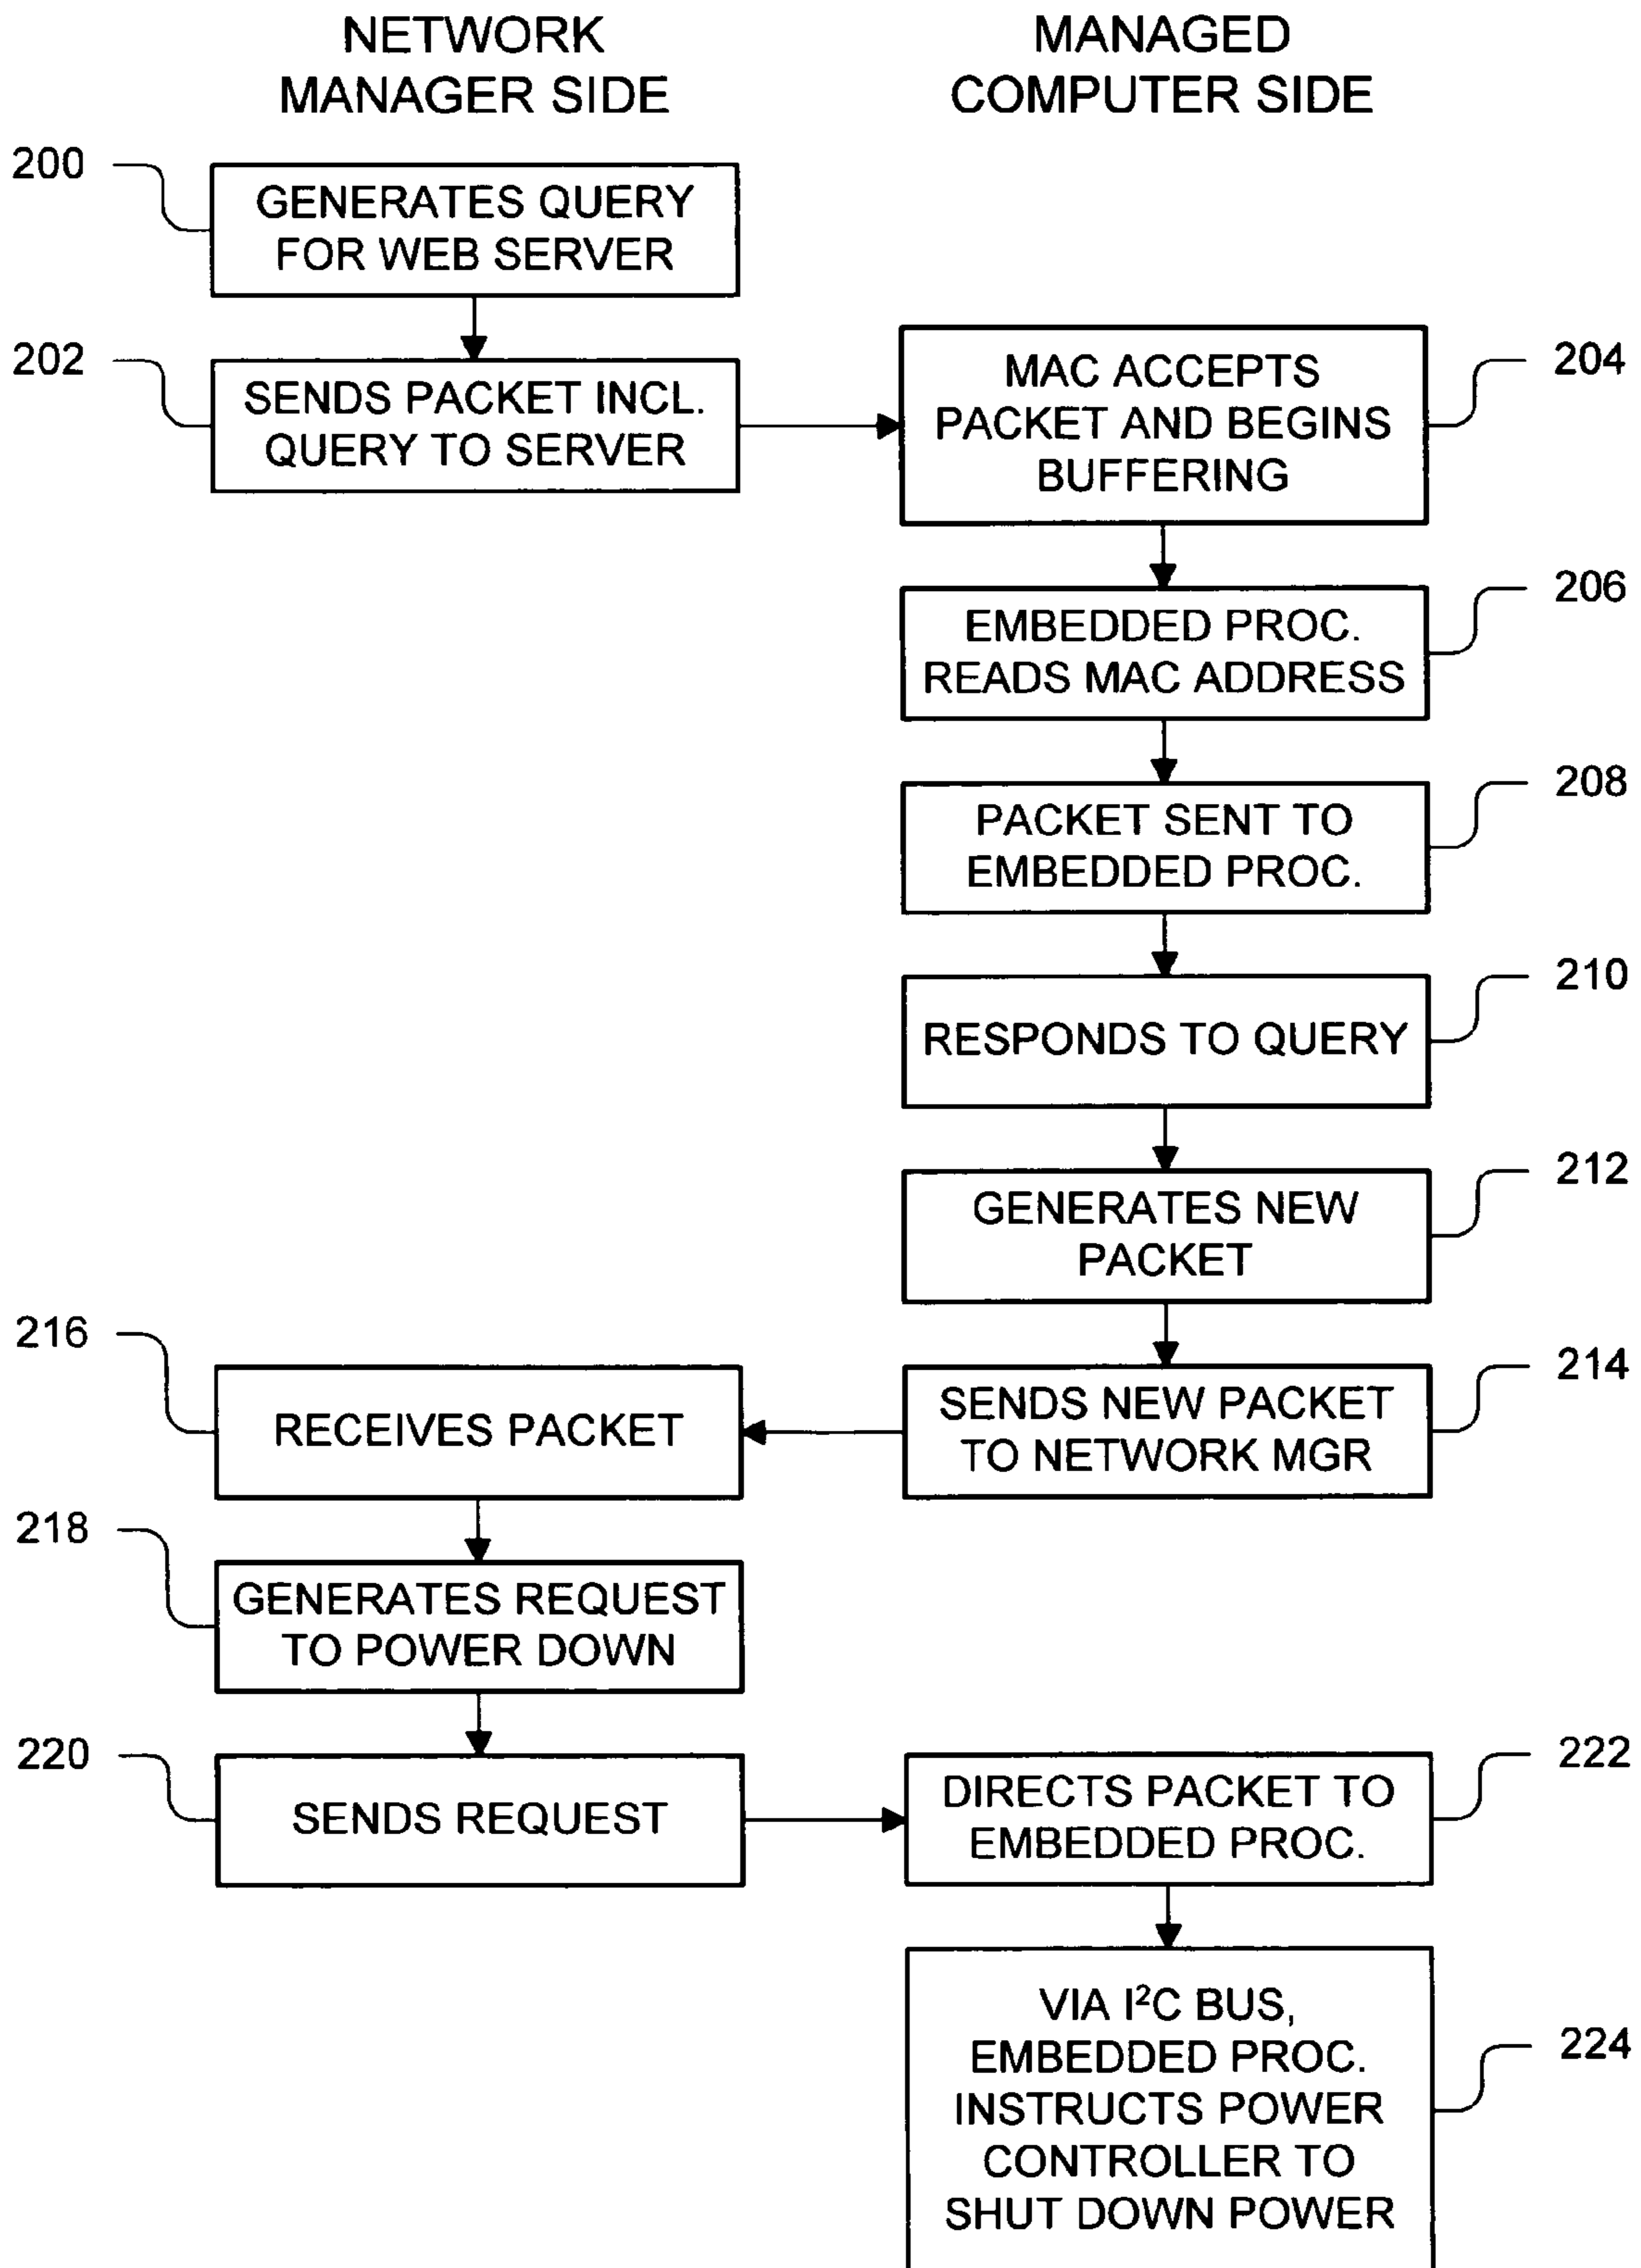 NETWORK
MANAGER SIDE
MANAGED
COMPUTER SIDE
200
GENERATES QUERY
FOR WEB SERVER
202
SENDS PACKET INCL.
QUERY TO SERVER
MAC ACCEPTS
PACKET AND BEGINS
BUFFERING
204
EMBEDDED PROC.
READS MAC ADDRESS
206
PACKET SENT TO
EMBEDDED PROC.
208
RESPONDS TO QUERY
210
GENERATES NEW
PACKET
212
SENDS NEW PACKET
TO NETWORK MGR
214
216
RECEIVES PACKET
218
GENERATES REQUEST
TO POWER DOWN
220
SENDS REQUEST
DIRECTS PACKET TO
EMBEDDED PROC.
222
VIA I²C BUS,
EMBEDDED PROC.
INSTRUCTS POWER
CONTROLLER TO
SHUT DOWN POWER
224